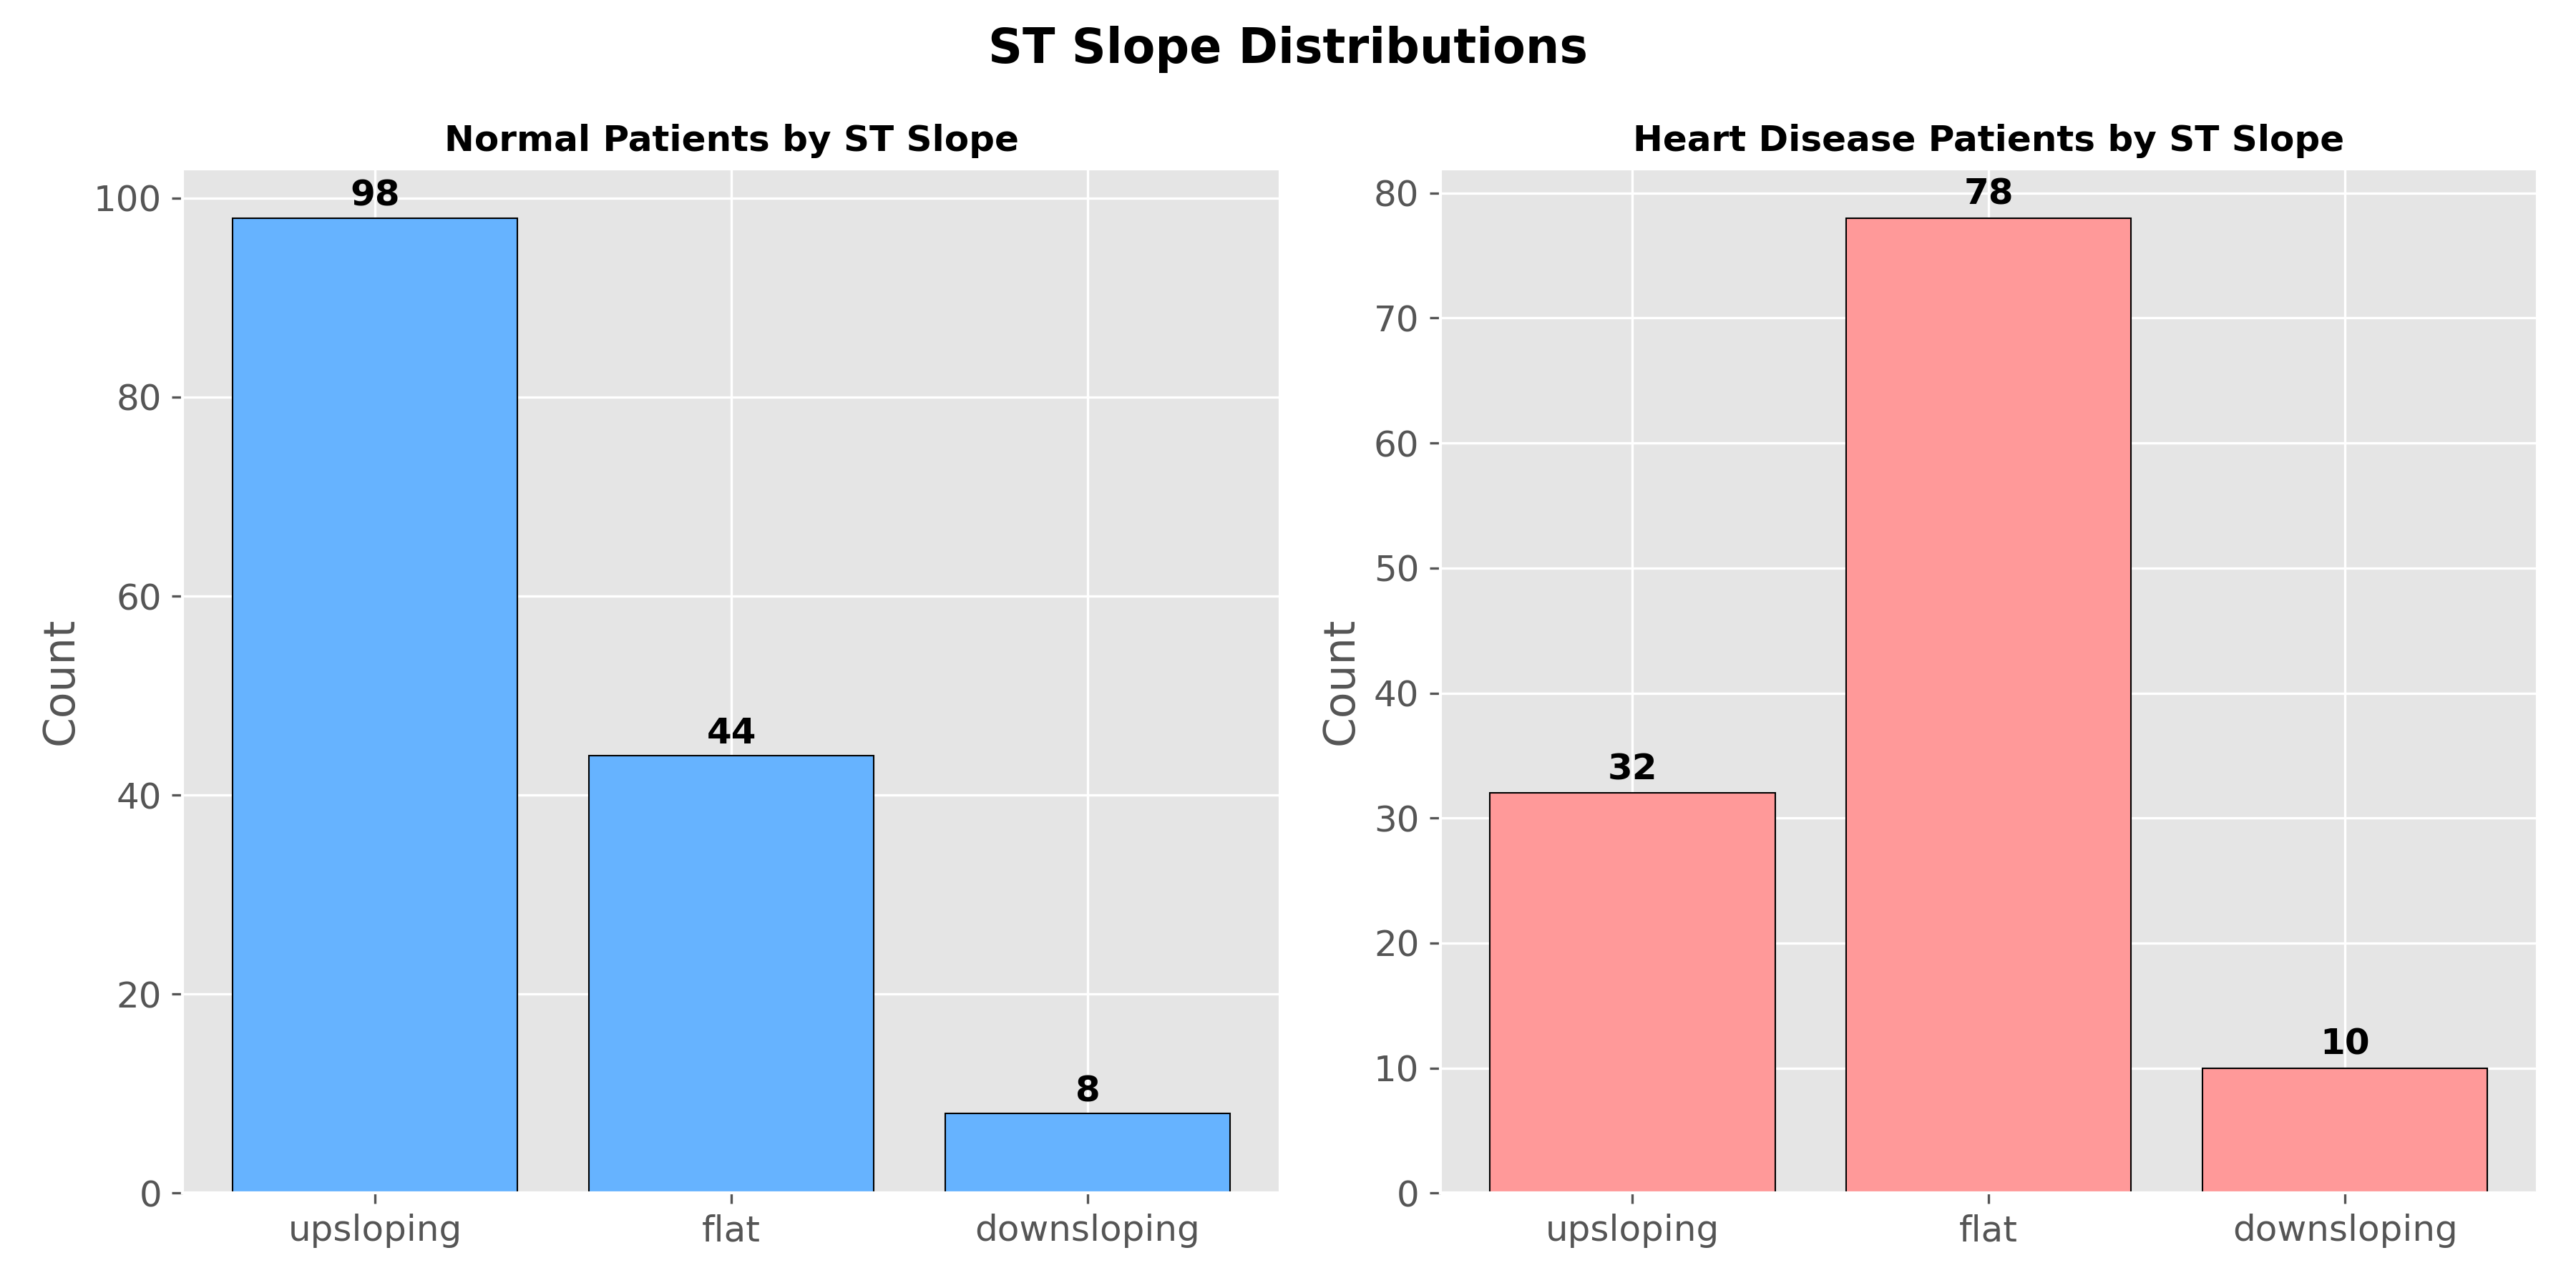 ST Slope Distributions
Normal Patients by ST Slope
Count
100
80
60
40
20
0
98
44
8
upsloping
flat
downsloping
Heart Disease Patients by ST Slope
Count
80
70
60
50
40
30
20
10
0
32
78
10
upsloping
flat
downsloping